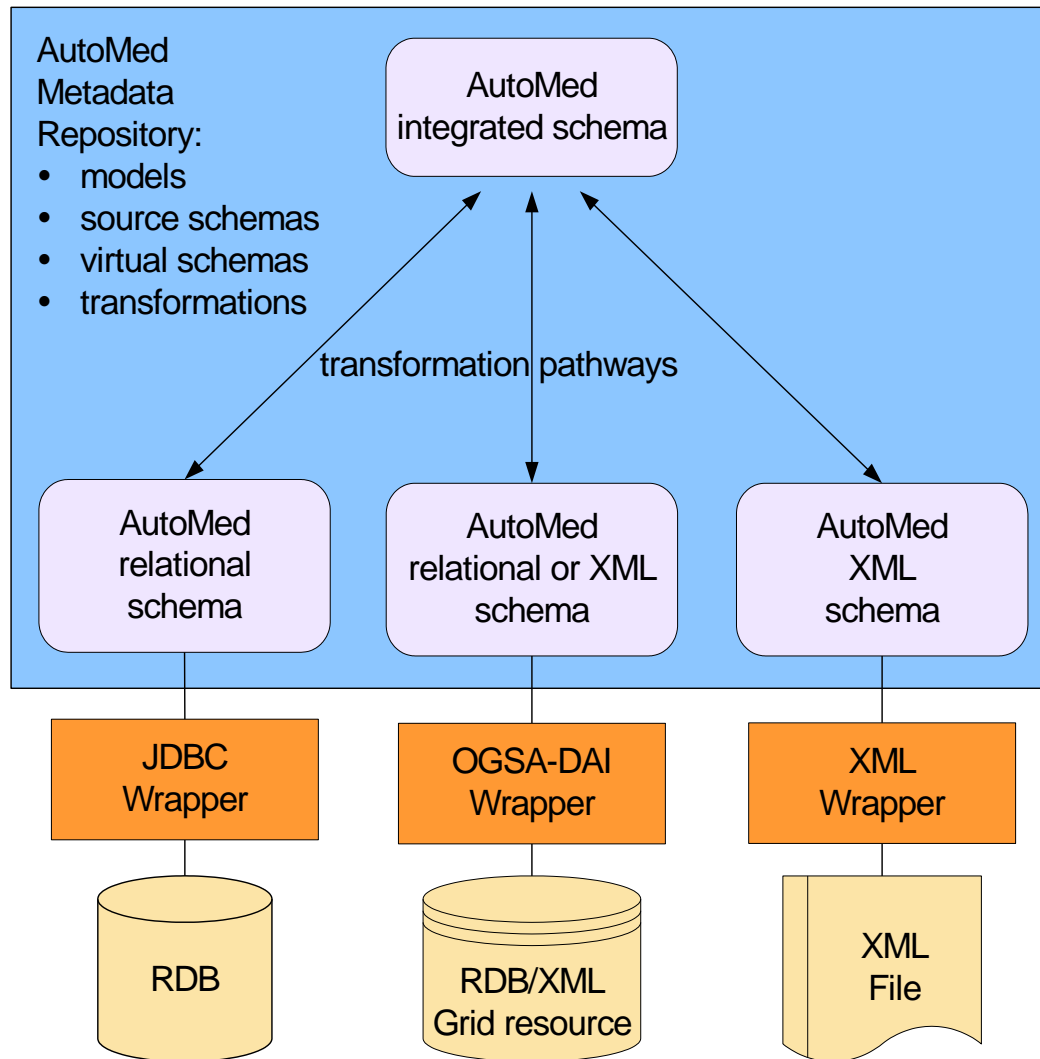 AutoMed
Metadata
Repository:
• models
• source schemas
• virtual schemas
• transformations
AutoMed
integrated schema
transformation pathways
AutoMed
relational
schema
AutoMed
relational or XML
schema
AutoMed
XML
schema
JDBC
Wrapper
OGSA-DAI
Wrapper
XML
Wrapper
RDB
RDB/XML
Grid resource
XML
File